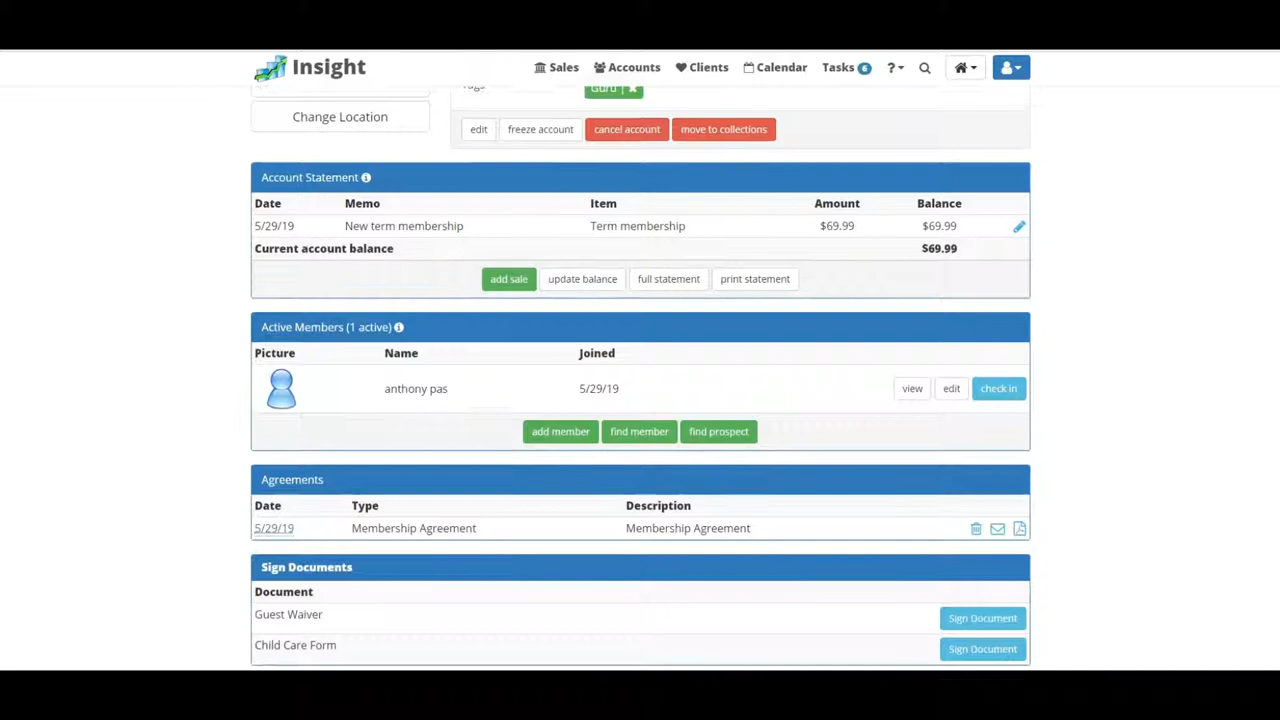 Insight
Sales Accounts Clients Calendar Tasks 6 ?
Change Location
Tags Guru | ✖
edit freeze account cancel account move to collections
Account Statement
Date Memo Item Amount Balance
5/29/19 New term membership Term membership $69.99 $69.99
Current account balance $69.99
add sale update balance full statement print statement
Active Members (1 active)
Picture Name Joined
anthony pas 5/29/19 view edit check in
add member find member find prospect
Agreements
Date Type Description
5/29/19 Membership Agreement Membership Agreement
Sign Documents
Document
Guest Waiver Sign Document
Child Care Form Sign Document